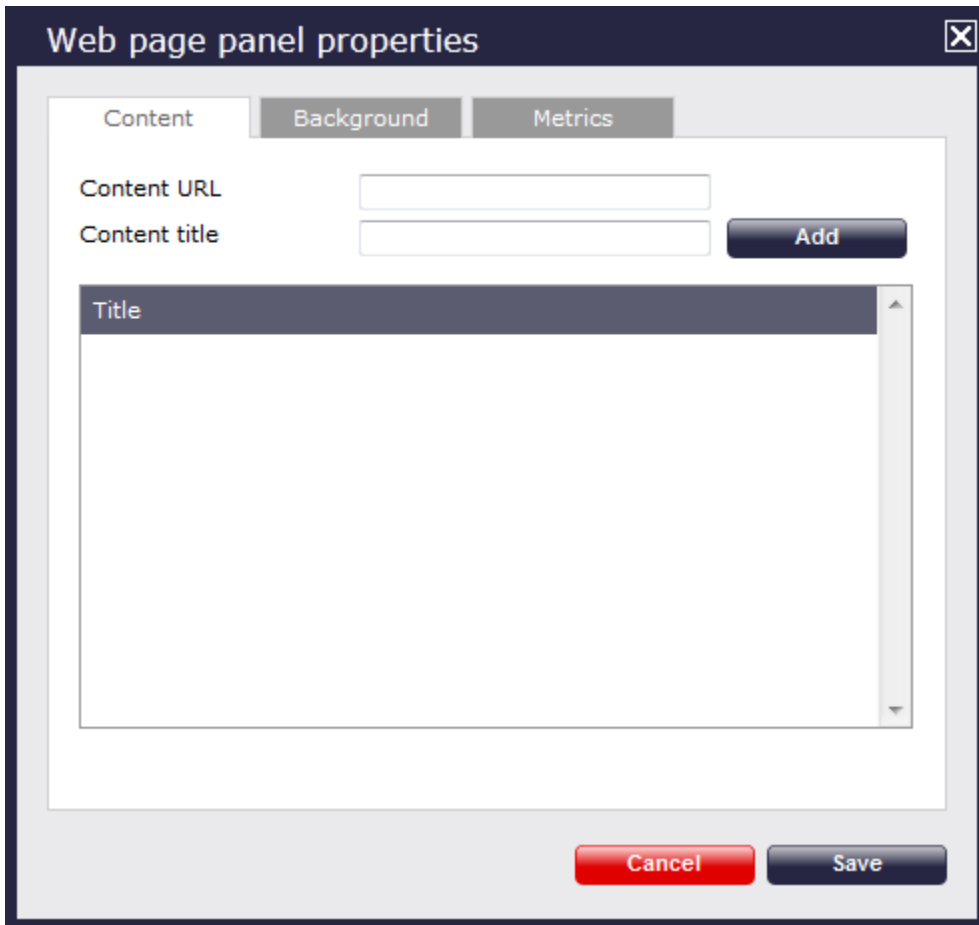 Web page panel properties
Content Background Metrics
Content URL
Content title Add
Title
Cancel Save